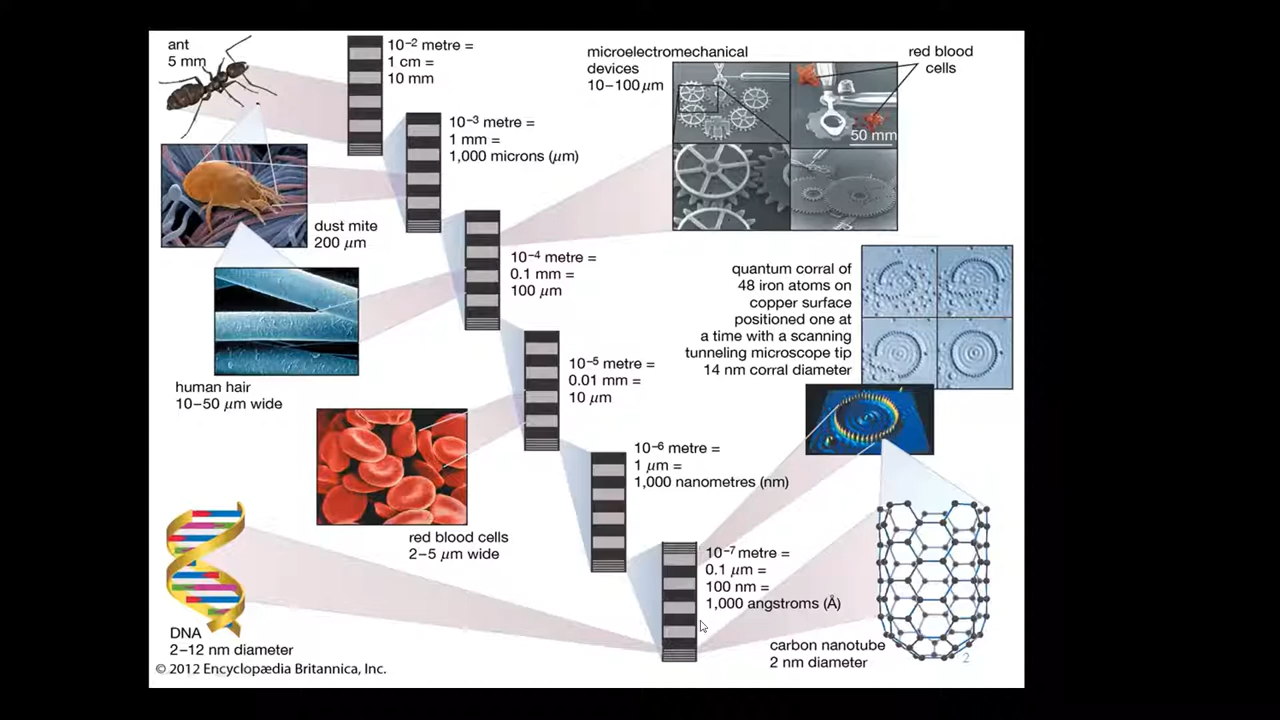 ant
5 mm
10⁻² metre =
1 cm =
10 mm
10⁻³ metre =
1 mm =
1,000 microns (μm)
microelectromechanical
devices
10–100 μm
red blood
cells
50 mm
dust mite
200 μm
10⁻⁴ metre =
0.1 mm =
100 μm
quantum corral of
48 iron atoms on
copper surface
positioned one at
a time with a scanning
tunneling microscope tip
14 nm corral diameter
human hair
10–50 μm wide
10⁻⁵ metre =
0.01 mm =
10 μm
red blood cells
2–5 μm wide
10⁻⁶ metre =
1 μm =
1,000 nanometres (nm)
10⁻⁷ metre =
0.1 μm =
100 nm =
1,000 angstroms (Å)
DNA
2–12 nm diameter
carbon nanotube
2 nm diameter
2
© 2012 Encyclopædia Britannica, Inc.